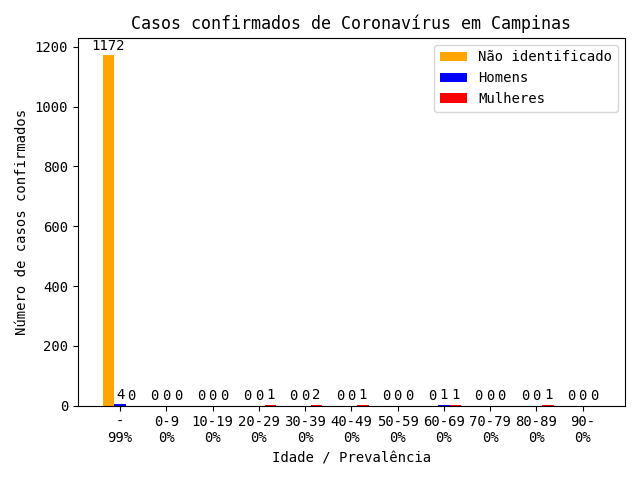 Casos confirmados de Coronavírus em Campinas
Não identificado
Homens
Mulheres
Número de casos confirmados
1200
1000
800
600
400
200
0
1172
4 0 0 0 0 0 0 0 0 0 1 0 0 2 0 0 1 0 0 0 0 1 1 0 0 0 0 0 1 0 0 0
- 0-9 10-19 20-29 30-39 40-49 50-59 60-69 70-79 80-89 90-
99% 0% 0% 0% 0% 0% 0% 0% 0% 0% 0%
Idade / Prevalência